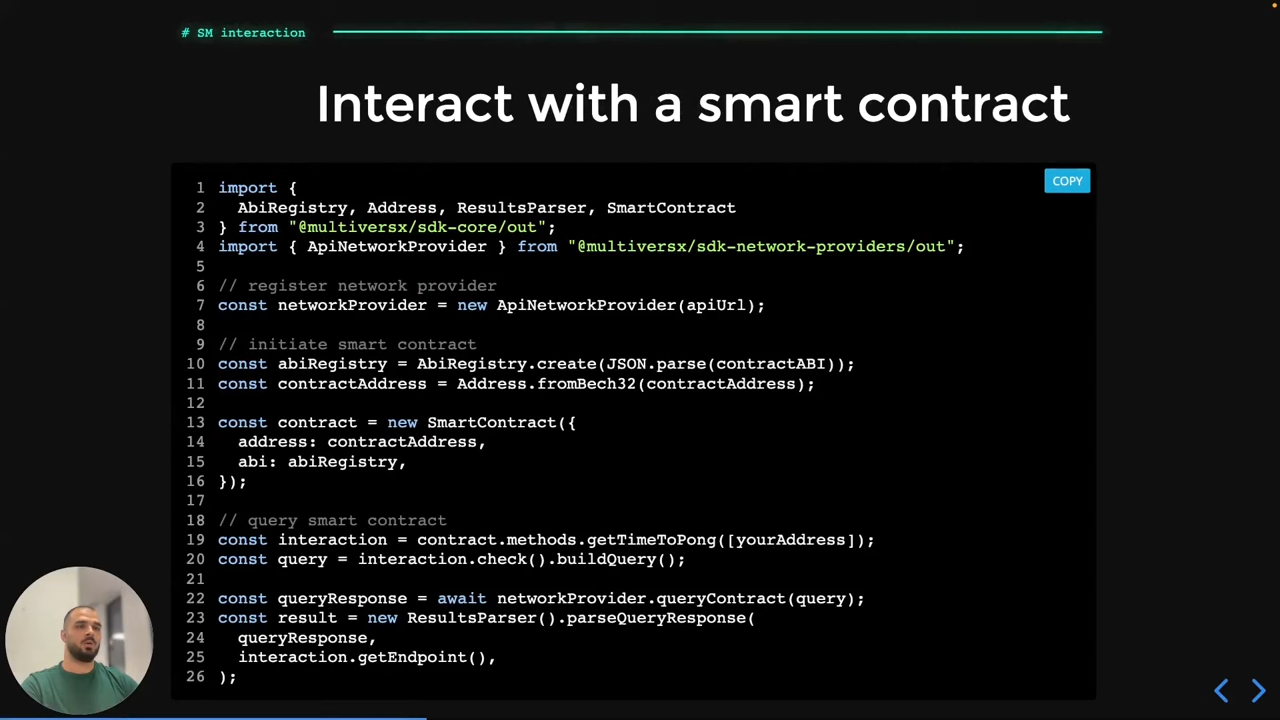 # SM interaction
Interact with a smart contract
COPY
1 import {
2   AbiRegistry, Address, ResultsParser, SmartContract
3 } from "@multiversx/sdk-core/out";
4 import { ApiNetworkProvider } from "@multiversx/sdk-network-providers/out";
5
6 // register network provider
7 const networkProvider = new ApiNetworkProvider(apiUrl);
8
9 // initiate smart contract
10 const abiRegistry = AbiRegistry.create(JSON.parse(contractABI));
11 const contractAddress = Address.fromBech32(contractAddress);
12
13 const contract = new SmartContract({
14   address: contractAddress,
15   abi: abiRegistry,
16 });
17
18 // query smart contract
19 const interaction = contract.methods.getTimeToPong([yourAddress]);
20 const query = interaction.check().buildQuery();
21
22 const queryResponse = await networkProvider.queryContract(query);
23 const result = new ResultsParser().parseQueryResponse(
24   queryResponse,
25   interaction.getEndpoint(),
26 );